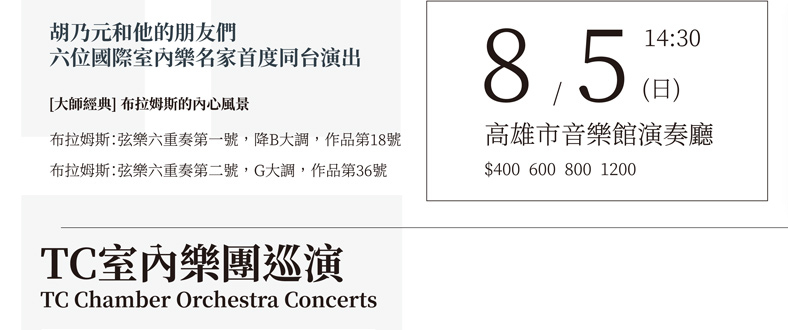 胡乃元和他的朋友們
六位國際室內樂名家首度同台演出
[大師經典] 布拉姆斯的內心風景
布拉姆斯：弦樂六重奏第一號，降B大調，作品第18號
布拉姆斯：弦樂六重奏第二號，G大調，作品第36號
8/5 14:30 (日)
高雄市音樂館演奏廳
$400 600 800 1200
TC室內樂團巡演
TC Chamber Orchestra Concerts